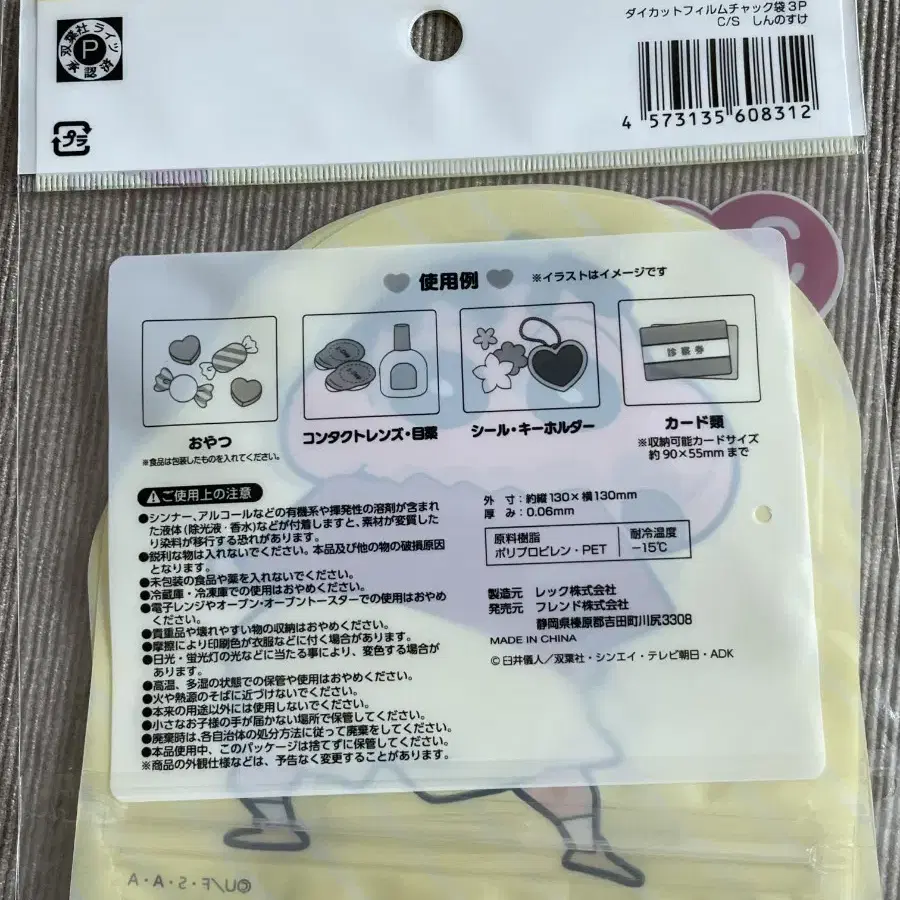 ダイカットフィルムチャック袋3P
C/S しんのすけ
双葉社ライツ
P
承認済
プラ
4 573135 608312
C
使用例
※イラストはイメージです
診察券
おやつ
※食品は包装したものを入れてください。
コンタクトレンズ・目薬
シール・キーホルダー
カード類
※収納可能カードサイズ
約90×55mmまで
ご使用上の注意
●シンナー、アルコールなどの有機系や揮発性の溶剤が含まれ
た液体(除光液・香水)などが付着しますと、素材が変質した
り染料が移行する恐れがあります。
●鋭利な物は入れないでください。本品及び他の物の破損原因
となります。
●未包装の食品や薬を入れないでください。
●冷蔵庫・冷凍庫での使用はおやめください。
●電子レンジやオーブン・オーブントースターでの使用はおやめ
ください。
●貴重品や壊れやすい物の収納はおやめください。
●摩擦により印刷色が衣服などに付く場合があります。
●日光・蛍光灯の光などに当たる事により、変色する場合が
あります。
●高温、多湿の状態での保管や使用はおやめください。
●火や熱源のそばに近づけないでください。
●本来の用途以外には使用しないでください。
●小さなお子様の手が届かない場所で保管してください。
●廃棄時は、各自治体の処分方法に従って廃棄をしてください。
●本品使用中、このパッケージは捨てずに保管してください。
※商品の外観仕様などは、予告なく変更することがあります。
外 寸:約縦130×横130mm
厚 み:0.06mm
原料樹脂
ポリプロピレン・PET
耐冷温度
−15℃
製造元 レック株式会社
発売元 フレンド株式会社
静岡県榛原郡吉田町川尻3308
MADE IN CHINA
©臼井儀人/双葉社・シンエイ・テレビ朝日・ADK
©U/F・S・A・A